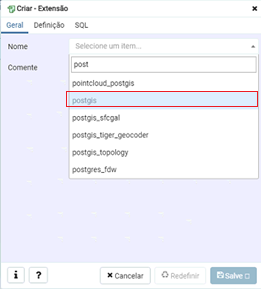 Criar - Extensão
Geral Definição SQL
Nome Selecione um item...
Comente post
pointcloud_postgis
postgis
postgis_sfcgal
postgis_tiger_geocoder
postgis_topology
postgres_fdw
i ? Cancelar Redefinir Salve